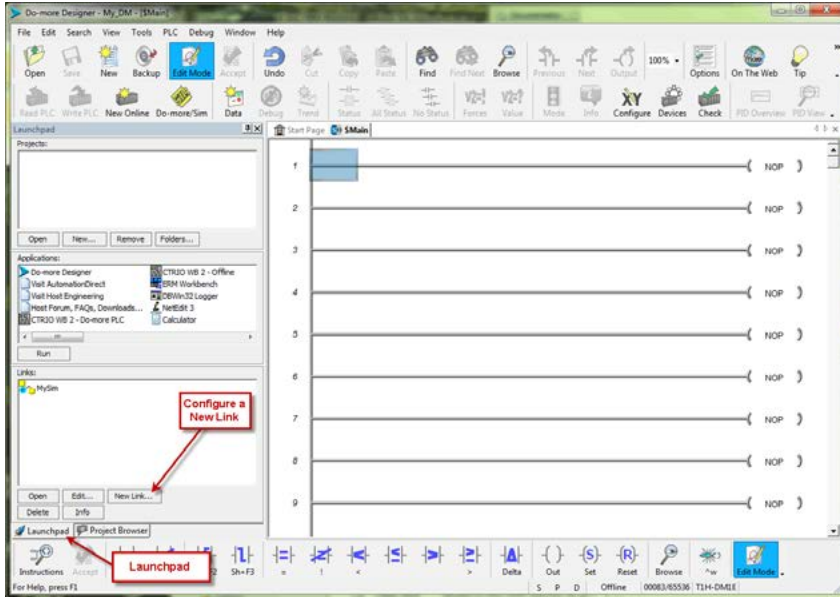 Do-more Designer - My_DM - [$Main]
File Edit Search View Tools PLC Debug Window Help
Open Save New Backup Edit Mode Accept Undo Cut Copy Paste Find Find Next Browse Previous Next Output 100% Options On The Web Tip
Read PLC Write PLC New Online Do-more/Sim Data Debug Trend Status All Status No Status Forces Value Mode Info XY Configure Devices Check PID Overview PID View
Launchpad
Start Page $Main
Projects:
Open New... Remove Folders...
Applications:
Do-more Designer CTRIO WB 2 - Offline
Visit AutomationDirect ERM Workbench
Visit Host Engineering DBWin32 Logger
Host Forum, FAQs, Downloads... NetEdit 3
CTRIO WB 2 - Do-more PLC Calculator
Run
Links:
MySim
Configure a
New Link
Open Edit... New Link...
Delete Info
Launchpad Project Browser
1 NOP
2 NOP
3 NOP
4 NOP
5 NOP
6 NOP
7 NOP
8 NOP
9 NOP
Launchpad
Instructions Accept F2 Sh+F3 = ! < > Delta Out Set Reset Browse ^w Edit Mode
For Help, press F1
S P D Offline 00083/65536 T1H-DM1E